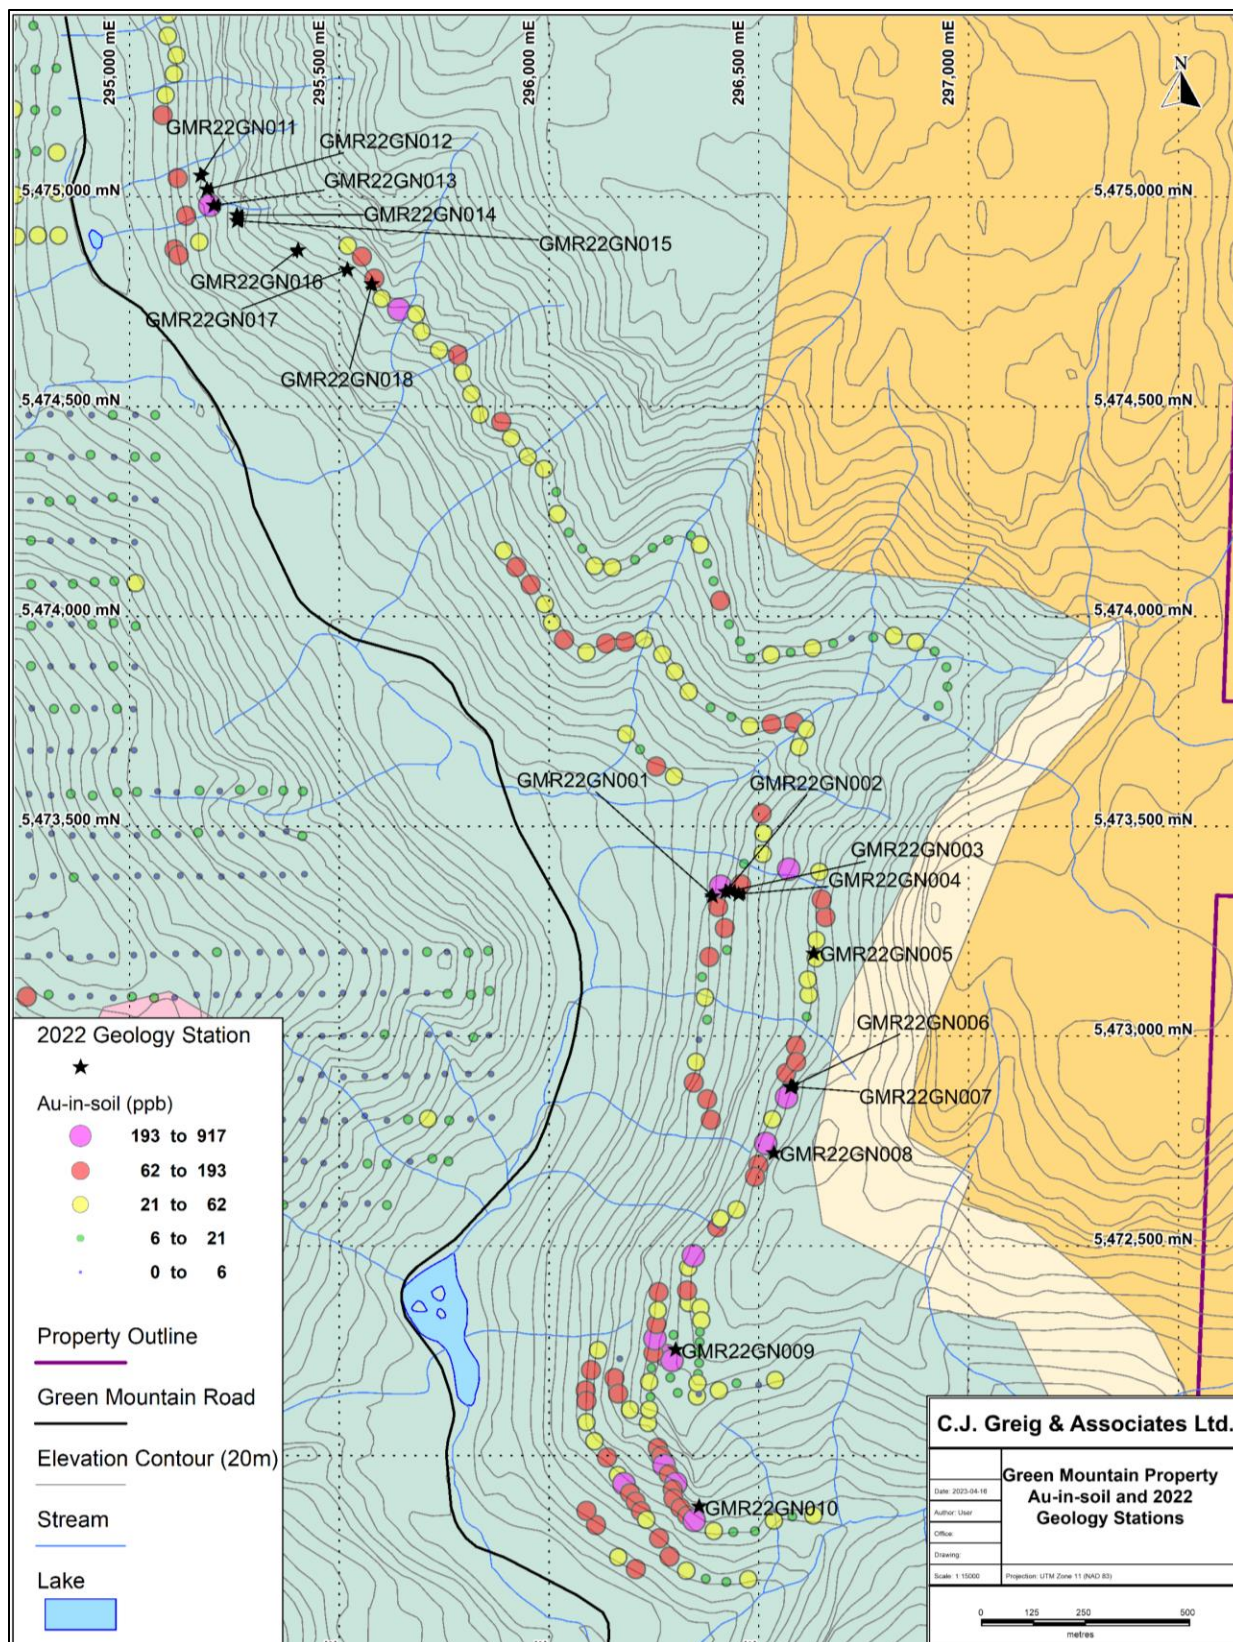 295,000 mE
295,500 mE
296,000 mE
296,500 mE
297,000 mE
N
GMR22GN011
GMR22GN012
GMR22GN013
5,475,000 mN
5,475,000 mN
GMR22GN014
GMR22GN015
GMR22GN016
GMR22GN017
GMR22GN018
5,474,500 mN
5,474,500 mN
5,474,000 mN
5,474,000 mN
GMR22GN001
GMR22GN002
5,473,500 mN
5,473,500 mN
GMR22GN003
GMR22GN004
GMR22GN005
GMR22GN006
5,473,000 mN
GMR22GN007
GMR22GN008
5,472,500 mN
GMR22GN009
GMR22GN010
2022 Geology Station
Au-in-soil (ppb)
193 to 917
62 to 193
21 to 62
6 to 21
0 to 6
Property Outline
Green Mountain Road
Elevation Contour (20m)
Stream
Lake
C.J. Greig & Associates Ltd.
Green Mountain Property
Au-in-soil and 2022
Geology Stations
Date: 2023-04-16
Author: User
Office:
Drawing:
Scale: 1:15000
Projection: UTM Zone 11 (NAD 83)
0 125 250 500
metres